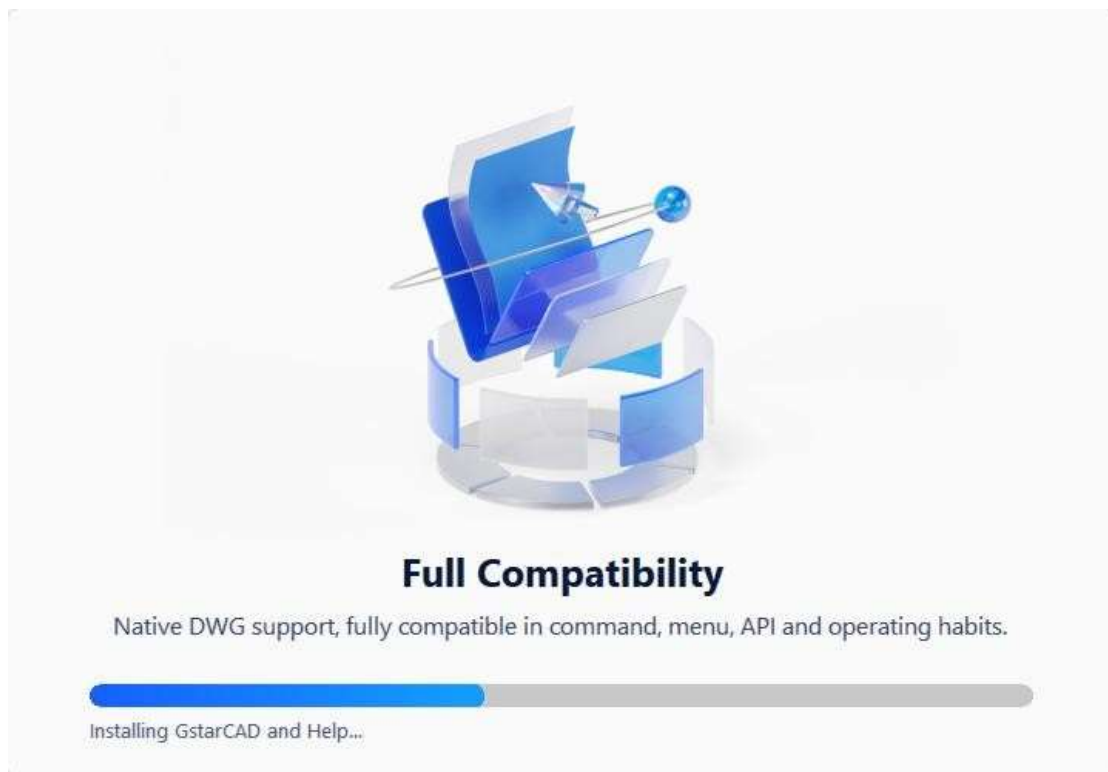 Full Compatibility
Native DWG support, fully compatible in command, menu, API and operating habits.
Installing GstarCAD and Help...